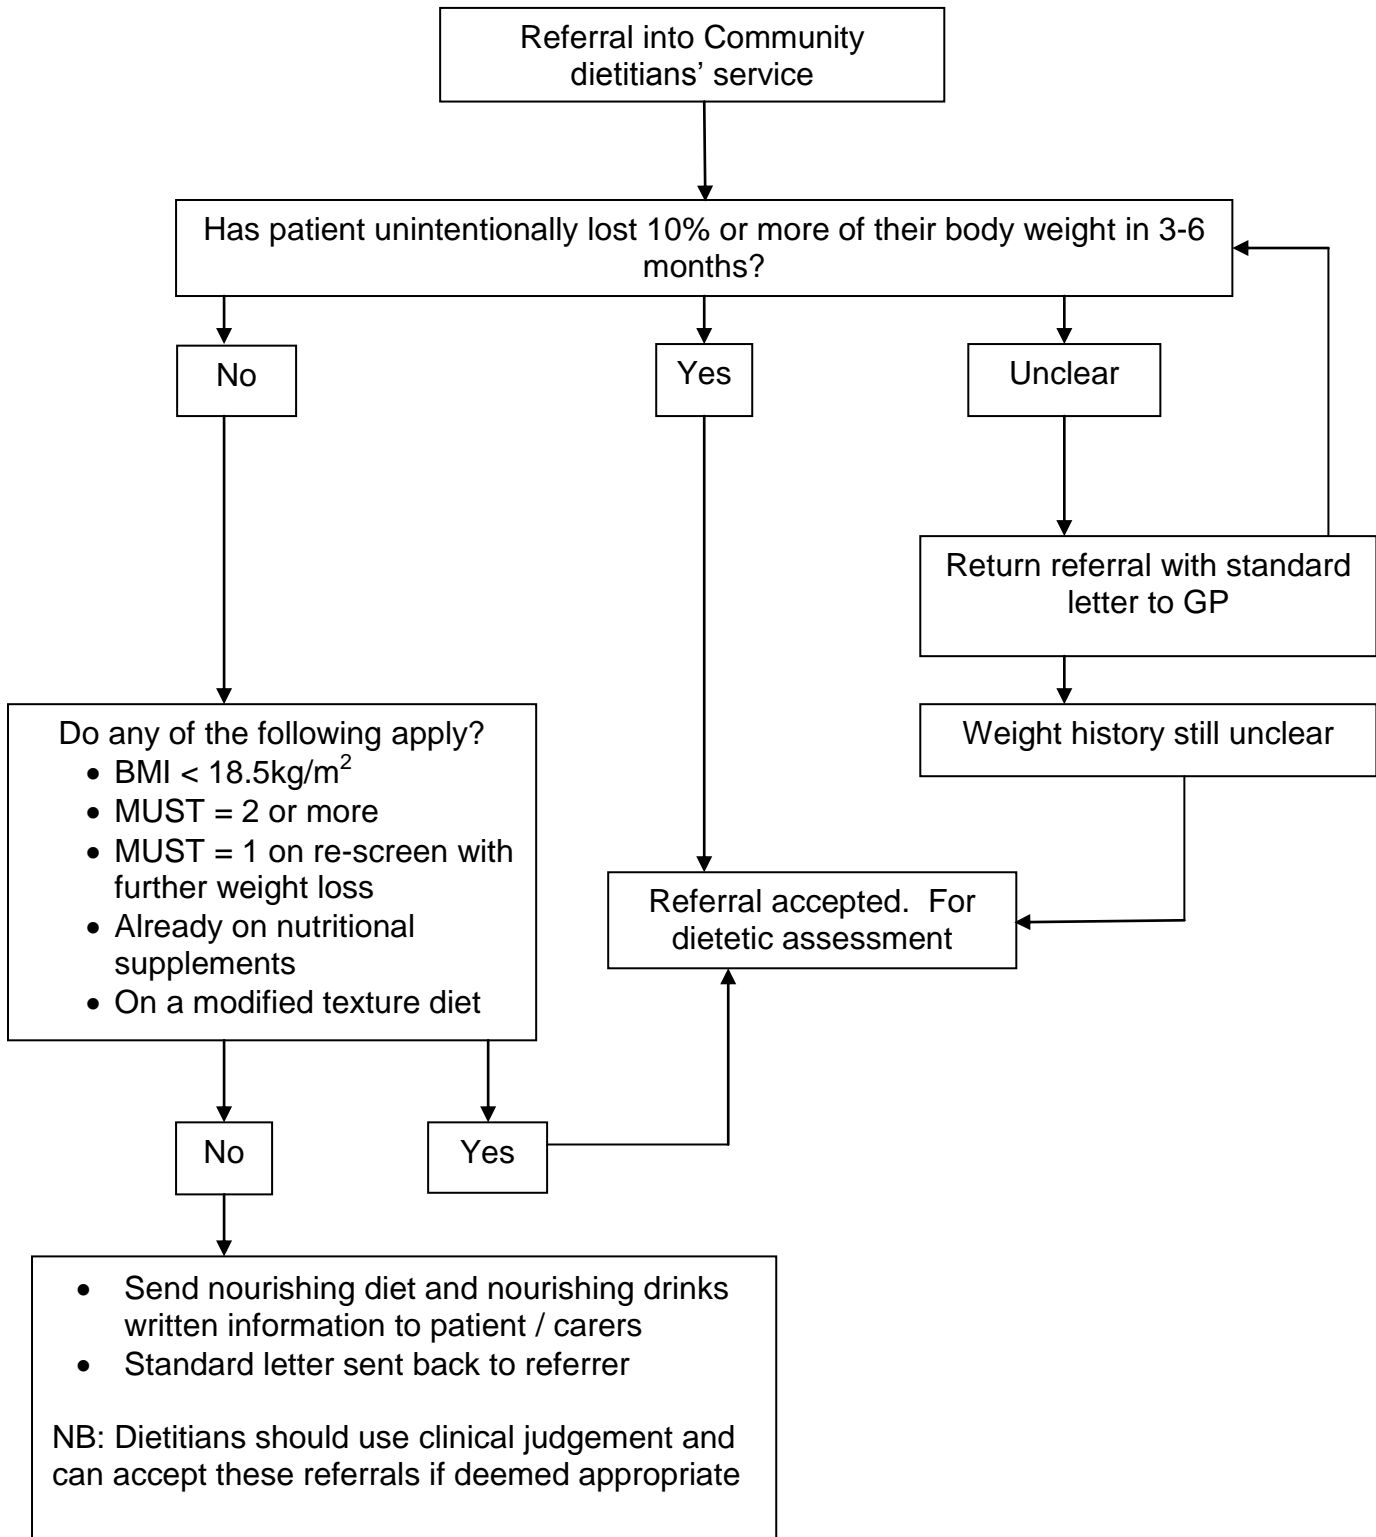 Referral into Community
dietitians’ service
Has patient unintentionally lost 10% or more of their body weight in 3-6
months?
No
Yes
Unclear
Return referral with standard
letter to GP
Weight history still unclear
Do any of the following apply?
• BMI < 18.5kg/m²
• MUST = 2 or more
• MUST = 1 on re-screen with
further weight loss
• Already on nutritional
supplements
• On a modified texture diet
Referral accepted.  For
dietetic assessment
No
Yes
• Send nourishing diet and nourishing drinks
written information to patient / carers
• Standard letter sent back to referrer
NB: Dietitians should use clinical judgement and
can accept these referrals if deemed appropriate